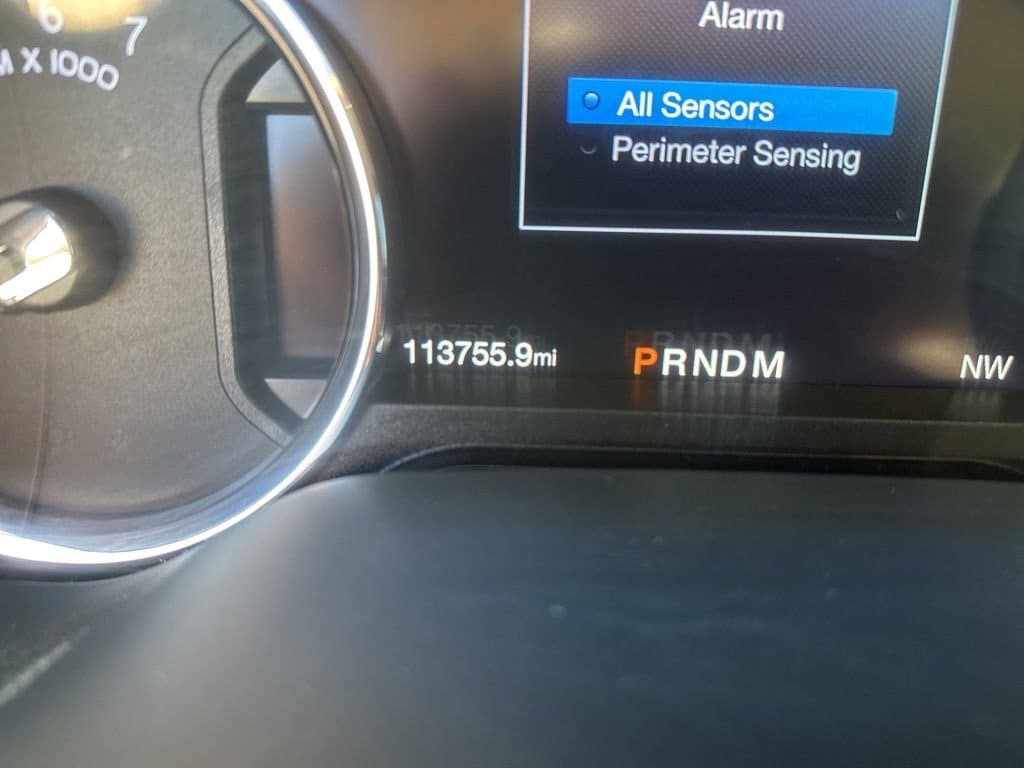 6
7
X 1000
Alarm
All Sensors
Perimeter Sensing
113755.9mi
PRNDM
NW